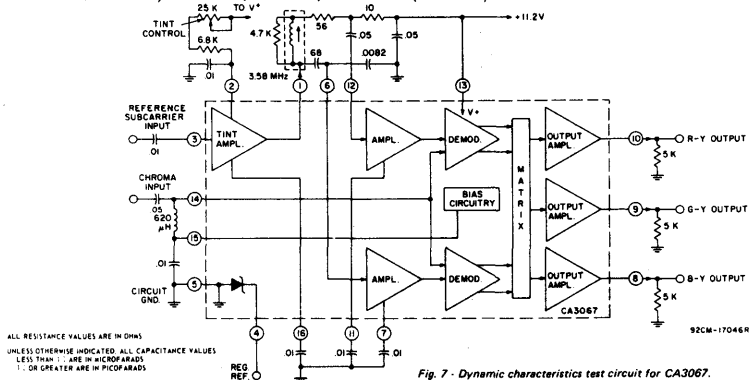 25 K
TO V+
TINT
CONTROL
6.8 K
.01
4.7 K
3.58 MHz
56
10
.05
.05
68
.0082
+11.2V
2
1
6
12
13
V+
REFERENCE
SUBCARRIER
INPUT
.01
3
TINT
AMPL.
AMPL.
DEMOD.
OUTPUT
AMPL.
10
R-Y OUTPUT
5 K
CHROMA
INPUT
.05
620
μH
14
15
.01
BIAS
CIRCUITRY
MATRIX
OUTPUT
AMPL.
9
G-Y OUTPUT
5 K
CIRCUIT
GND.
5
AMPL.
DEMOD.
OUTPUT
AMPL.
8
B-Y OUTPUT
5 K
CA3067
4
16
11
7
.01
.01
.01
REG.
REF.
92CM-17046R
ALL RESISTANCE VALUES ARE IN OHMS
UNLESS OTHERWISE INDICATED, ALL CAPACITANCE VALUES
LESS THAN ARE IN MICROFARADS
OR GREATER ARE IN PICOFARADS
Fig. 7 - Dynamic characteristics test circuit for CA3067.